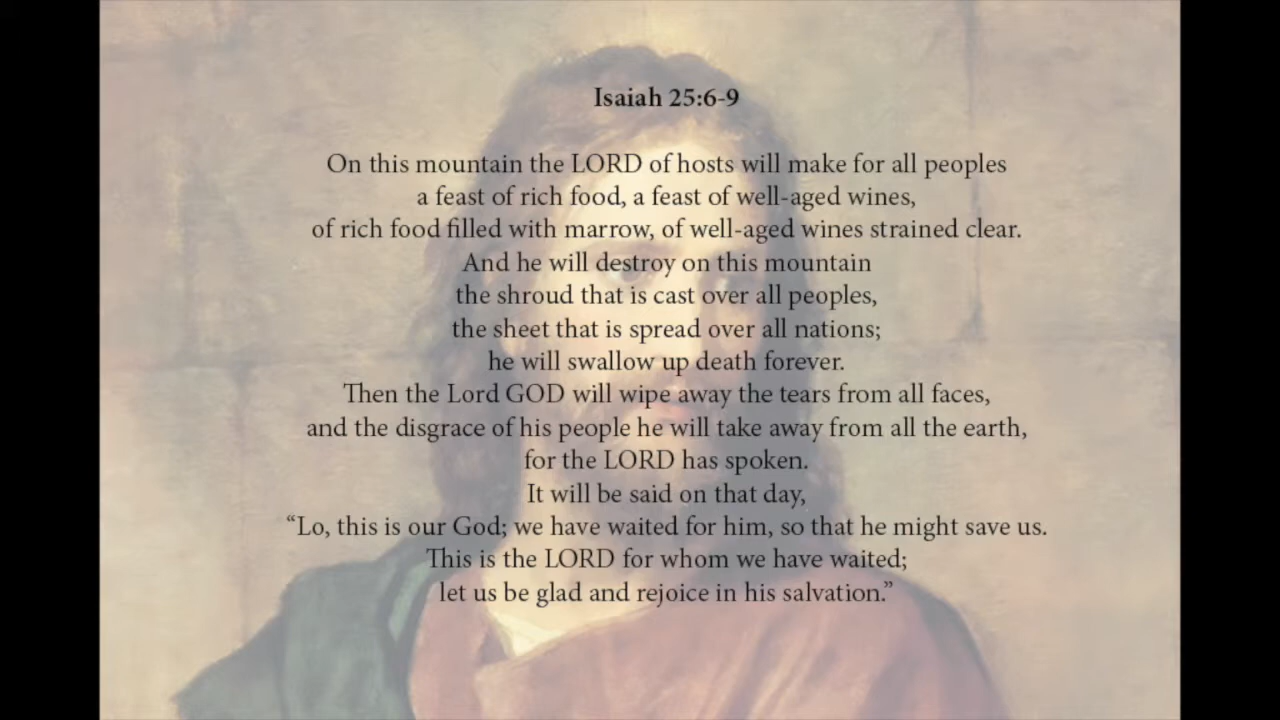 Isaiah 25:6-9
On this mountain the LORD of hosts will make for all peoples
a feast of rich food, a feast of well-aged wines,
of rich food filled with marrow, of well-aged wines strained clear.
And he will destroy on this mountain
the shroud that is cast over all peoples,
the sheet that is spread over all nations;
he will swallow up death forever.
Then the Lord GOD will wipe away the tears from all faces,
and the disgrace of his people he will take away from all the earth,
for the LORD has spoken.
It will be said on that day,
“Lo, this is our God; we have waited for him, so that he might save us.
This is the LORD for whom we have waited;
let us be glad and rejoice in his salvation.”